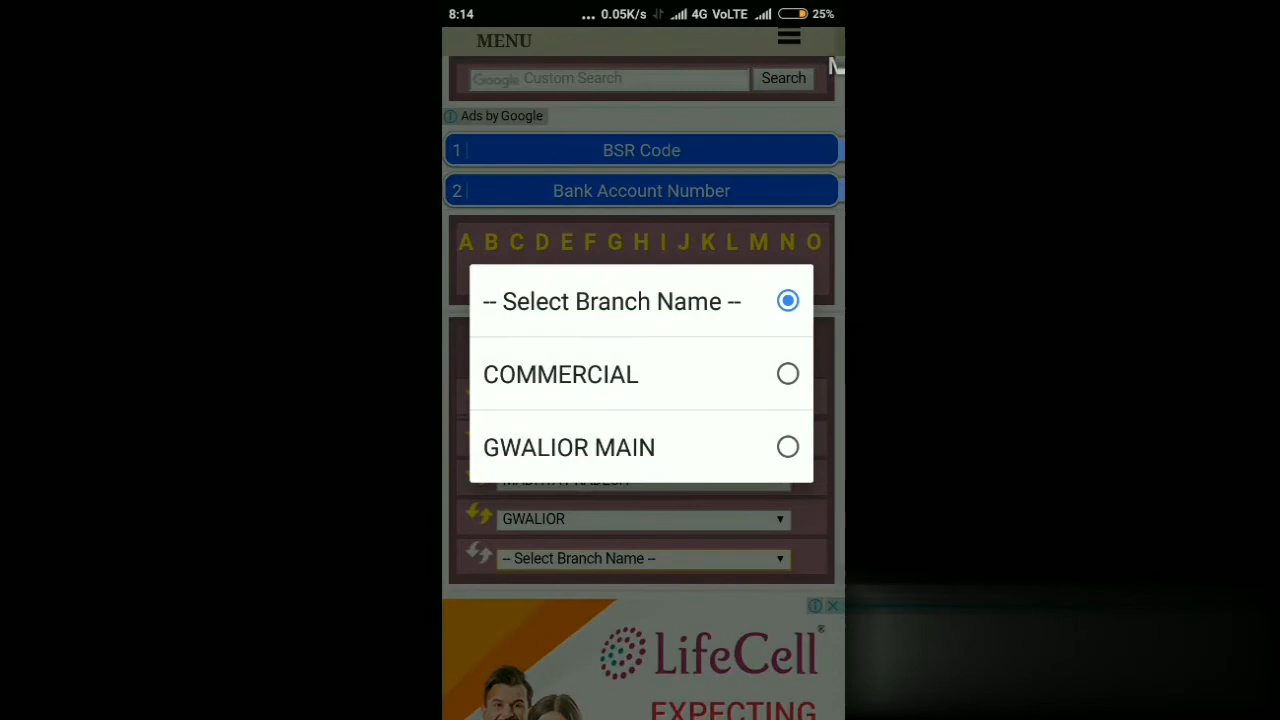 8:14 ... 0.05K/s 4G VoLTE 25%
MENU
Google Custom Search Search
Ads by Google
1 BSR Code
2 Bank Account Number
A B C D E F G H I J K L M N O
-- Select Branch Name --
COMMERCIAL
GWALIOR MAIN
GWALIOR
-- Select Branch Name --
LifeCell®
EXPECTING